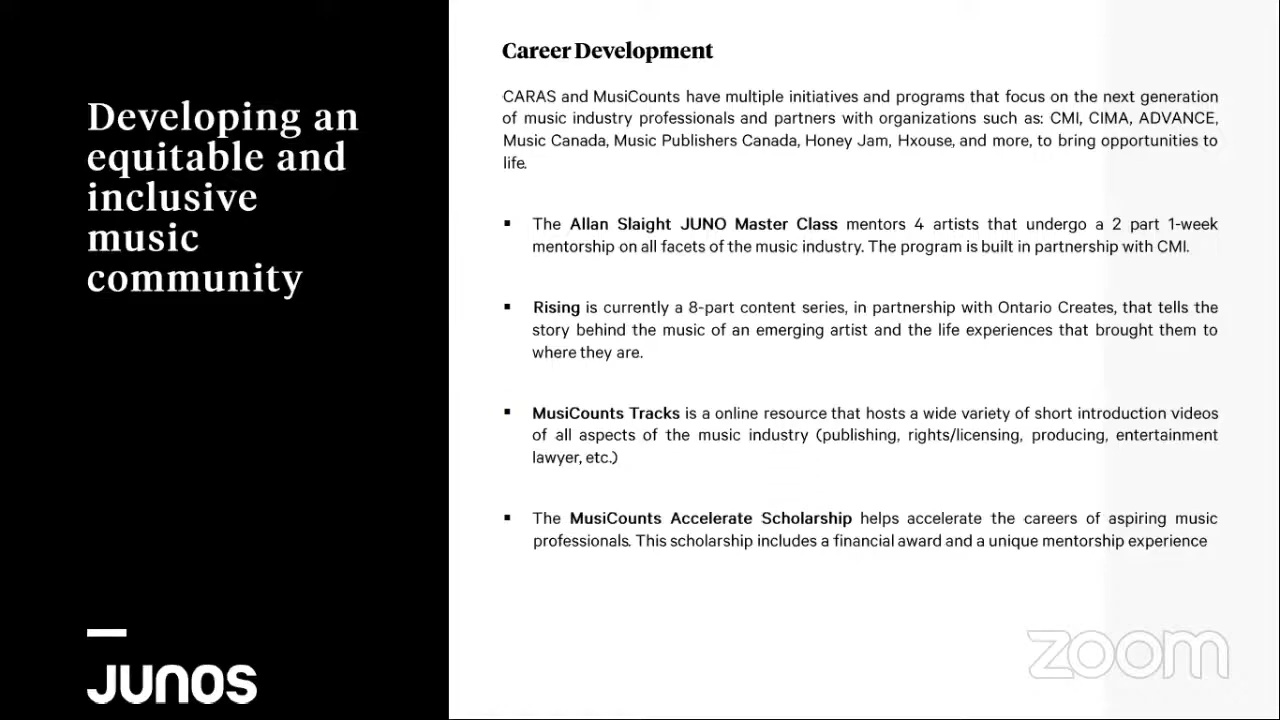 Developing an
equitable and
inclusive
music
community
JUNOS
Career Development
CARAS and MusiCounts have multiple initiatives and programs that focus on the next generation
of music industry professionals and partners with organizations such as: CMI, CIMA, ADVANCE,
Music Canada, Music Publishers Canada, Honey Jam, Hxouse, and more, to bring opportunities to
life.
▪ The Allan Slaight JUNO Master Class mentors 4 artists that undergo a 2 part 1-week
mentorship on all facets of the music industry. The program is built in partnership with CMI.
▪ Rising is currently a 8-part content series, in partnership with Ontario Creates, that tells the
story behind the music of an emerging artist and the life experiences that brought them to
where they are.
▪ MusiCounts Tracks is a online resource that hosts a wide variety of short introduction videos
of all aspects of the music industry (publishing, rights/licensing, producing, entertainment
lawyer, etc.)
▪ The MusiCounts Accelerate Scholarship helps accelerate the careers of aspiring music
professionals. This scholarship includes a financial award and a unique mentorship experience
zoom